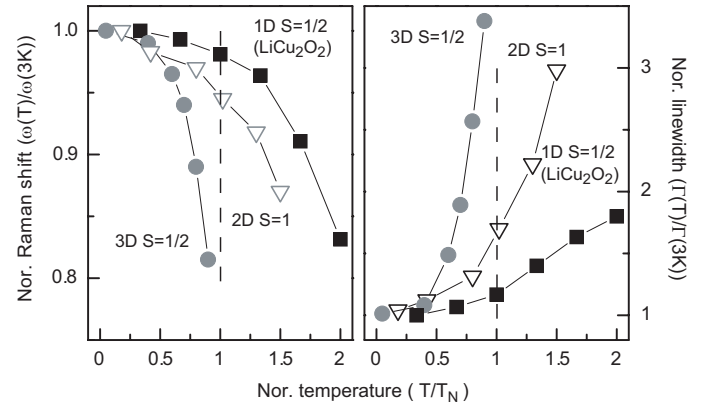 Nor. Raman shift (ω(T)/ω(3K))
1.0
0.9
0.8
1D S=1/2
(LiCu2O2)
2D S=1
3D S=1/2
0 0.5 1 1.5 2
3D S=1/2
2D S=1
1D S=1/2
(LiCu2O2)
0 0.5 1 1.5 2
3
2
1
Nor. linewidth (Γ(T)/Γ(3K))
Nor. temperature ( T/TN)